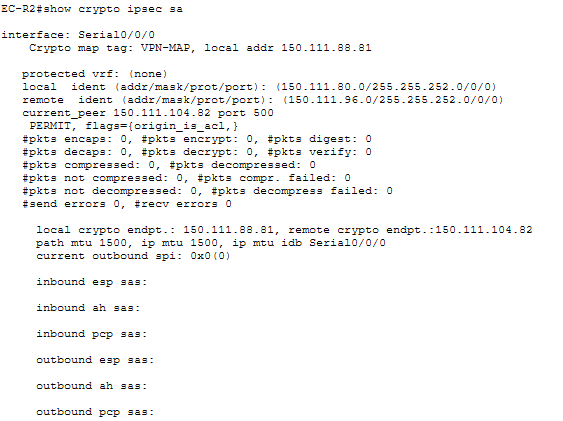 EC-R2#show crypto ipsec sa
interface: Serial0/0/0
Crypto map tag: VPN-MAP, local addr 150.111.88.81
protected vrf: (none)
local  ident (addr/mask/prot/port): (150.111.80.0/255.255.252.0/0/0)
remote  ident (addr/mask/prot/port): (150.111.96.0/255.255.252.0/0/0)
current_peer 150.111.104.82 port 500
PERMIT, flags={origin_is_acl,}
#pkts encaps: 0, #pkts encrypt: 0, #pkts digest: 0
#pkts decaps: 0, #pkts decrypt: 0, #pkts verify: 0
#pkts compressed: 0, #pkts decompressed: 0
#pkts not compressed: 0, #pkts compr. failed: 0
#pkts not decompressed: 0, #pkts decompress failed: 0
#send errors 0, #recv errors 0
local crypto endpt.: 150.111.88.81, remote crypto endpt.:150.111.104.82
path mtu 1500, ip mtu 1500, ip mtu idb Serial0/0/0
current outbound spi: 0x0(0)
inbound esp sas:
inbound ah sas:
inbound pcp sas:
outbound esp sas:
outbound ah sas:
outbound pcp sas: